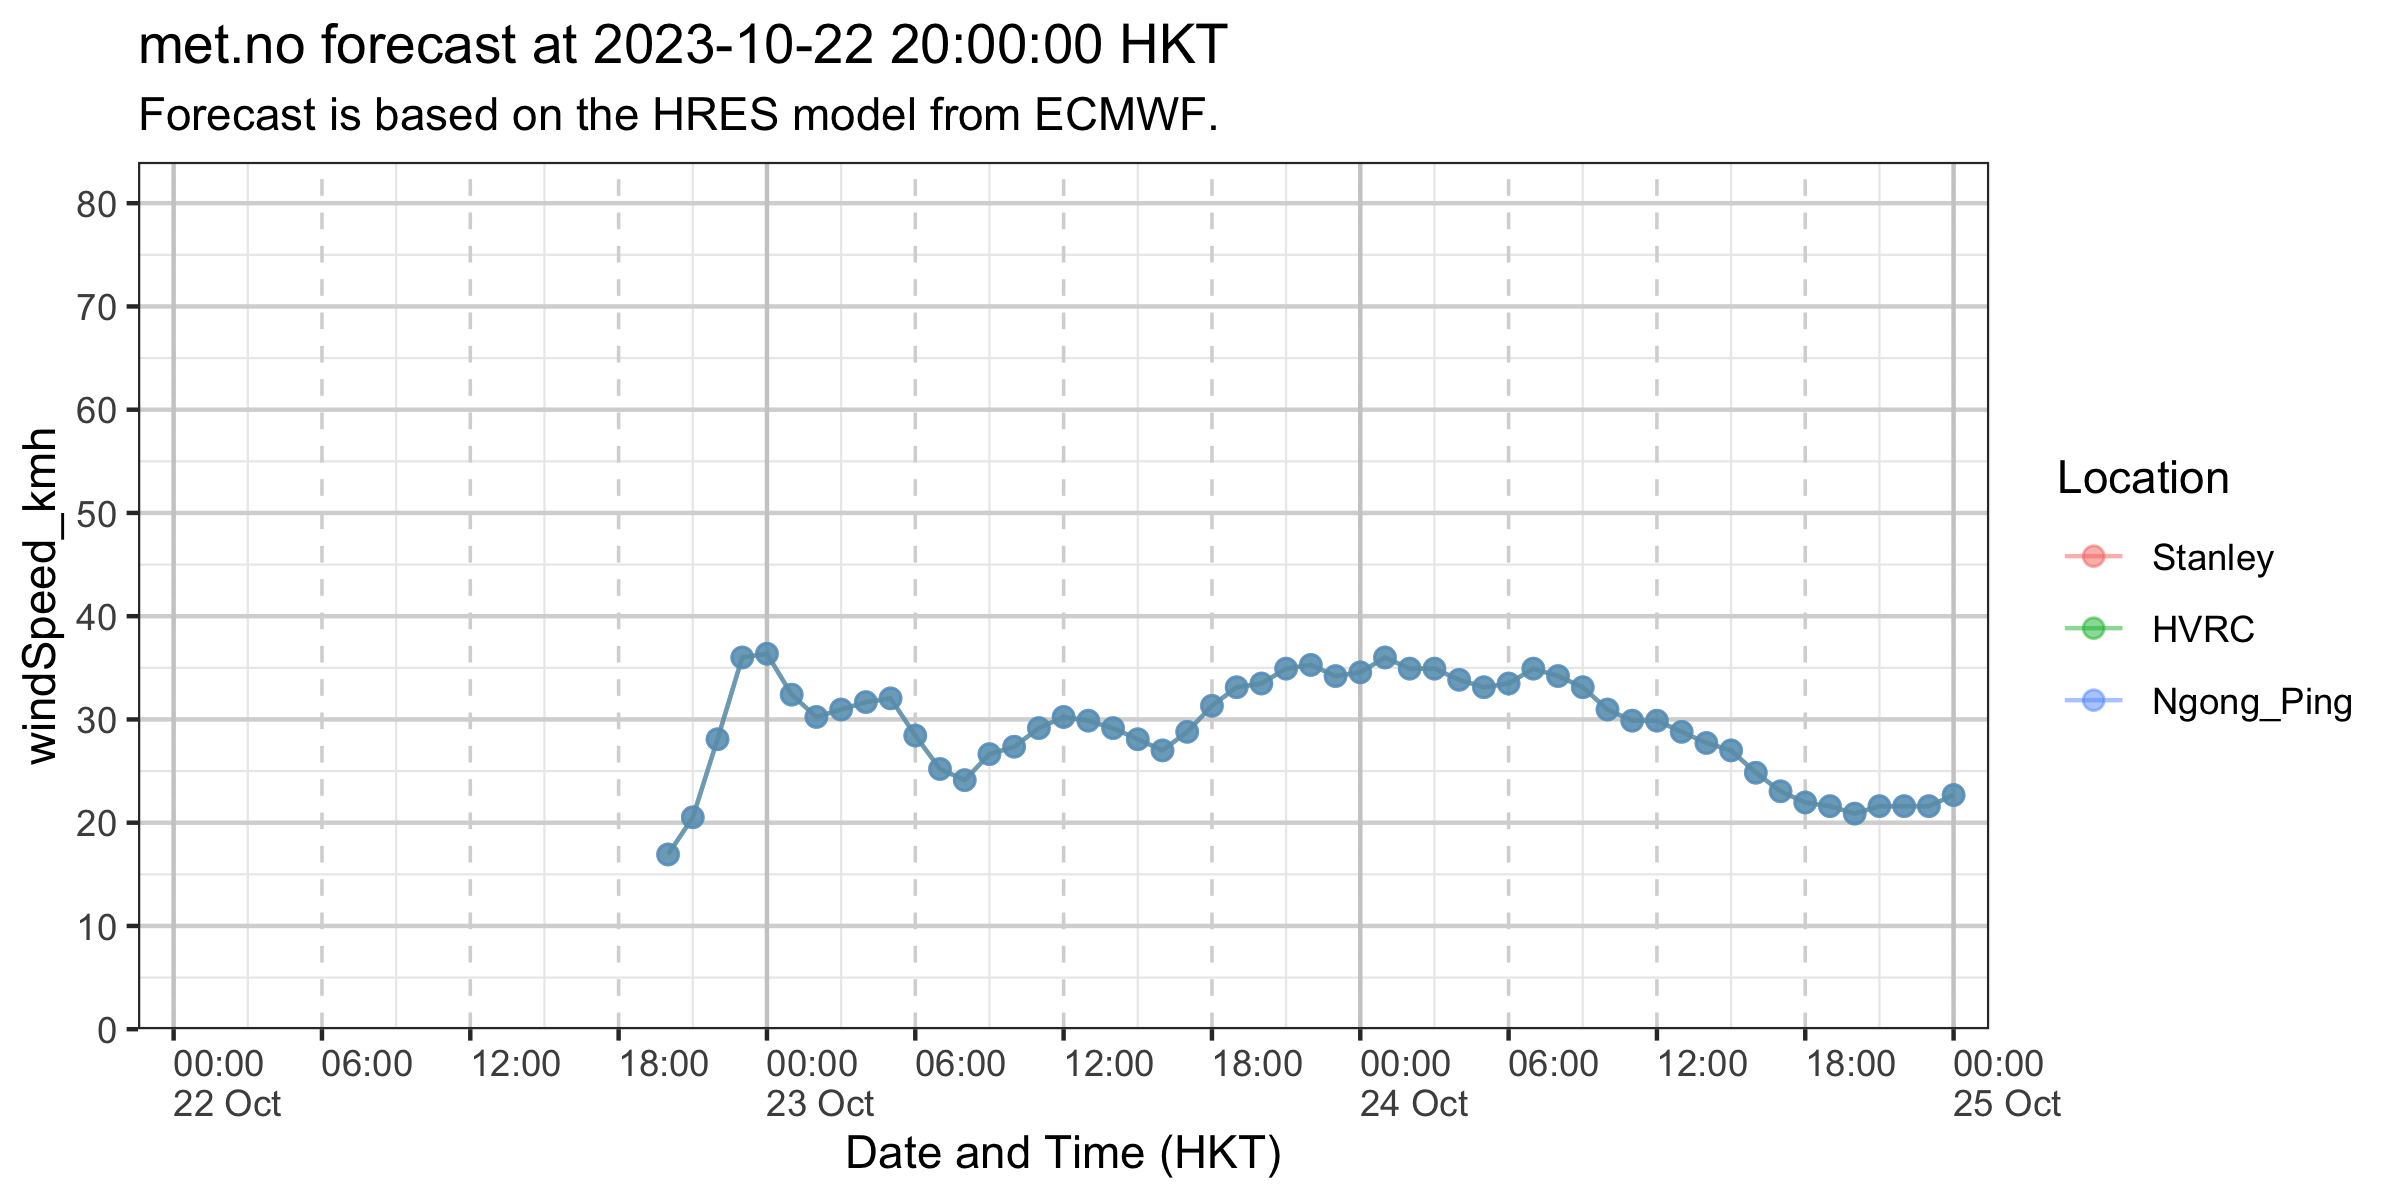 met.no forecast at 2023-10-22 20:00:00 HKT
Forecast is based on the HRES model from ECMWF.
windSpeed_kmh
80
70
60
50
40
30
20
10
0
00:00 06:00 12:00 18:00 00:00 06:00 12:00 18:00 00:00 06:00 12:00 18:00 00:00
22 Oct 23 Oct 24 Oct 25 Oct
Date and Time (HKT)
Location
Stanley
HVRC
Ngong_Ping